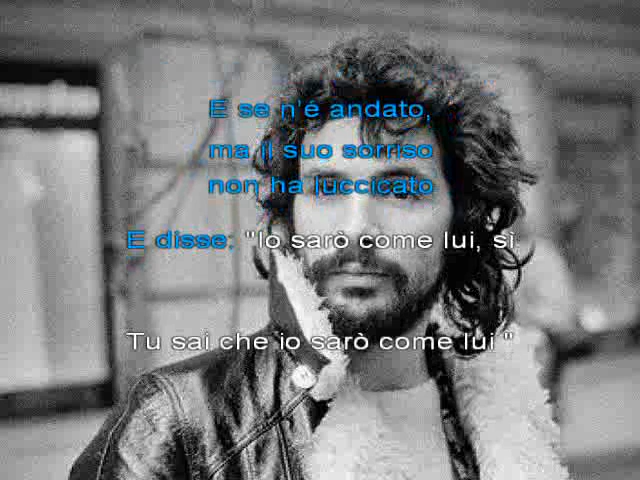 E se n'é andato,
ma il suo sorriso
non ha luccicato
E disse: "Io sarò come lui, sì
Tu sai che io sarò come lui "